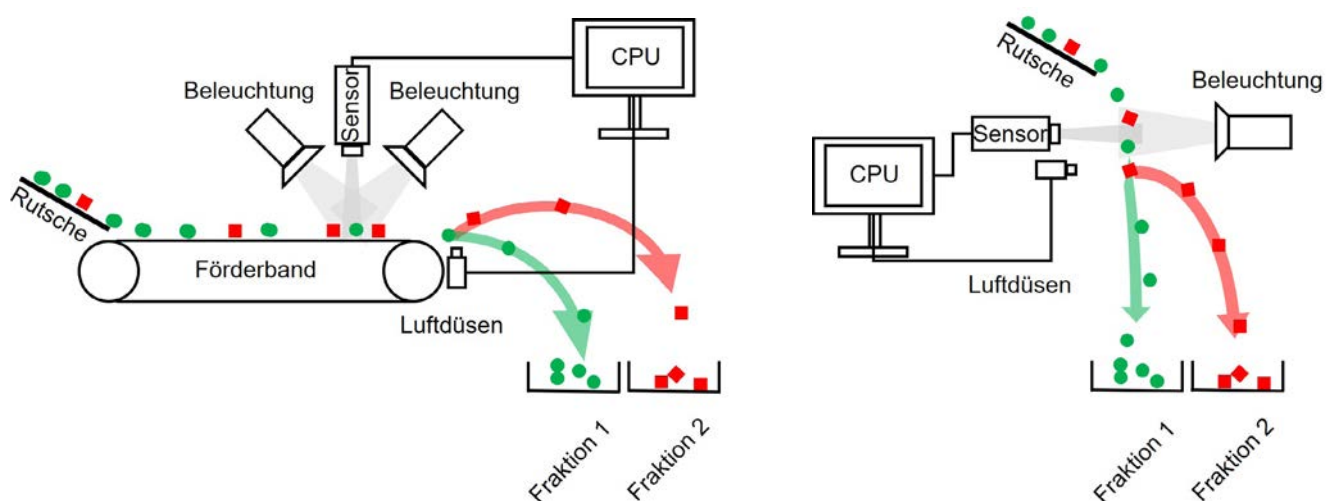 CPU
Beleuchtung
Sensor
Beleuchtung
Rutsche
Förderband
Luftdüsen
Fraktion 1
Fraktion 2
Rutsche
Beleuchtung
Sensor
CPU
Luftdüsen
Fraktion 1
Fraktion 2